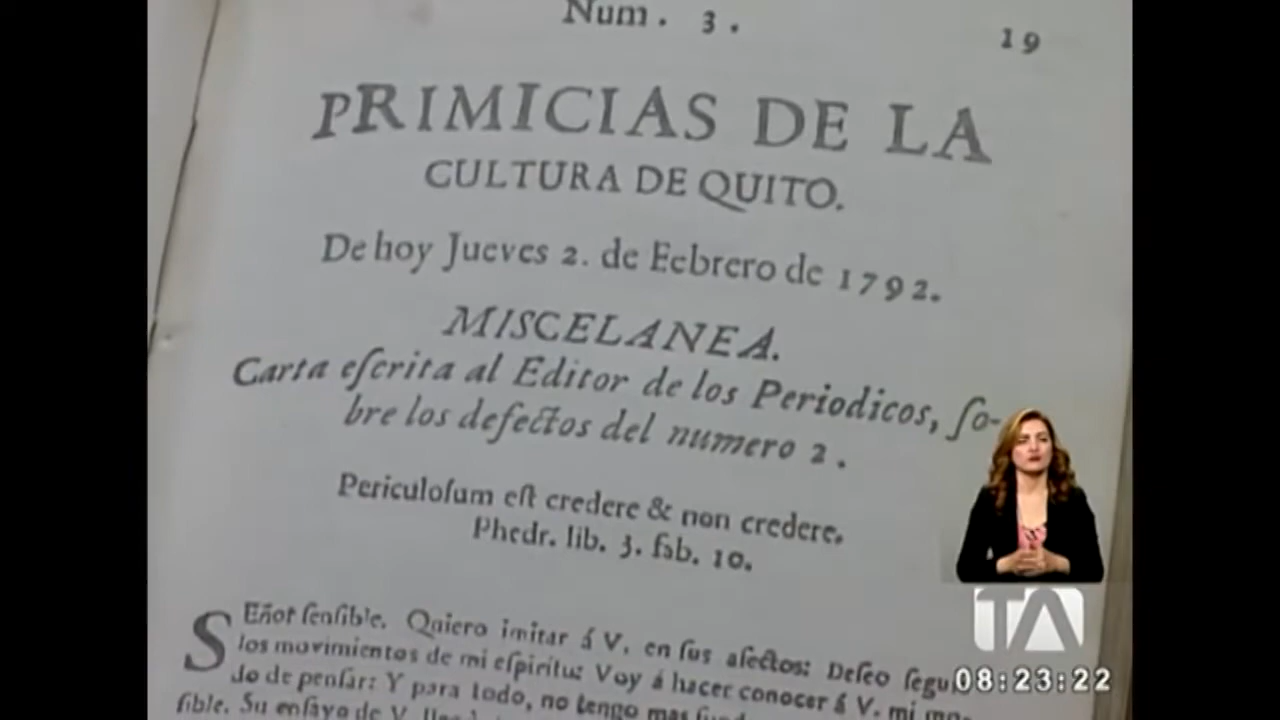 Num. 3.
19
PRIMICIAS DE LA
CULTURA DE QUITO.
De hoy Jueves 2. de Febrero de 1792.
MISCELANEA.
Carta eſcrita al Editor de los Periodicos, ſo-
bre los defectos del numero 2.
Periculoſum eſt credere & non credere.
Phedr. lib. 3. fab. 10.
SEñor ſenſible. Quiero imitar á V. en ſus afectos: Deſeo ſegu
los movimientos de mi eſpiritu: Voy á hacer conocer á V. mi mo-
do de penſar: Y para todo, no tengo mas
ſible. Su enſayo de V.
TA
08:23:22